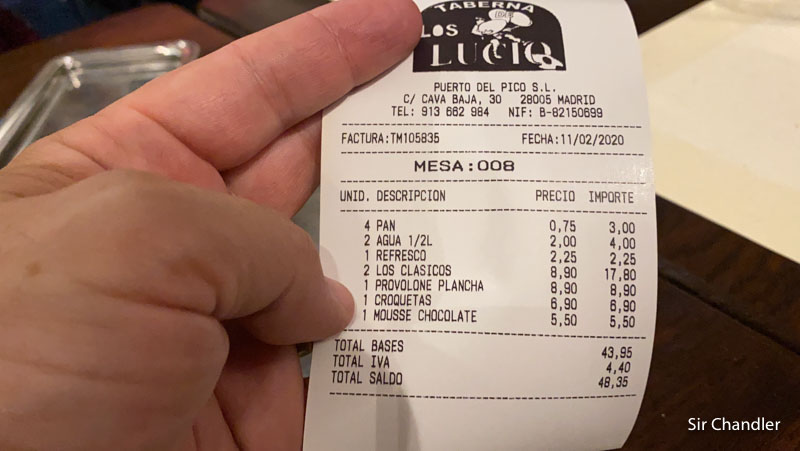 TABERNA
LOS
LUCIO
PUERTO DEL PICO S.L.
C/ CAVA BAJA, 30 28005 MADRID
TEL: 913 662 984 NIF: B-82150699
FACTURA:TM105835 FECHA:11/02/2020
MESA:008
UNID. DESCRIPCION PRECIO IMPORTE
4 PAN 0,75 3,00
2 AGUA 1/2L 2,00 4,00
1 REFRESCO 2,25 2,25
2 LOS CLASICOS 8,90 17,80
1 PROVOLONE PLANCHA 8,90 8,90
1 CROQUETAS 6,90 6,90
1 MOUSSE CHOCOLATE 5,50 5,50
TOTAL BASES 43,95
TOTAL IVA 4,40
TOTAL SALDO 48,35
Sir Chandler